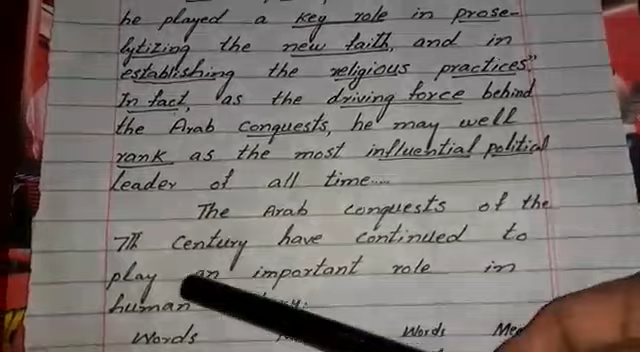 he played a key role in prose-
lytizing the new faith, and in
establishing the religious practices."
In fact, as the driving force behind
the Arab conquests, he may well
rank as the most influential political
leader of all time....
The Arab conquests of the
7th Century have continued to
play an important role in
human
Words Words